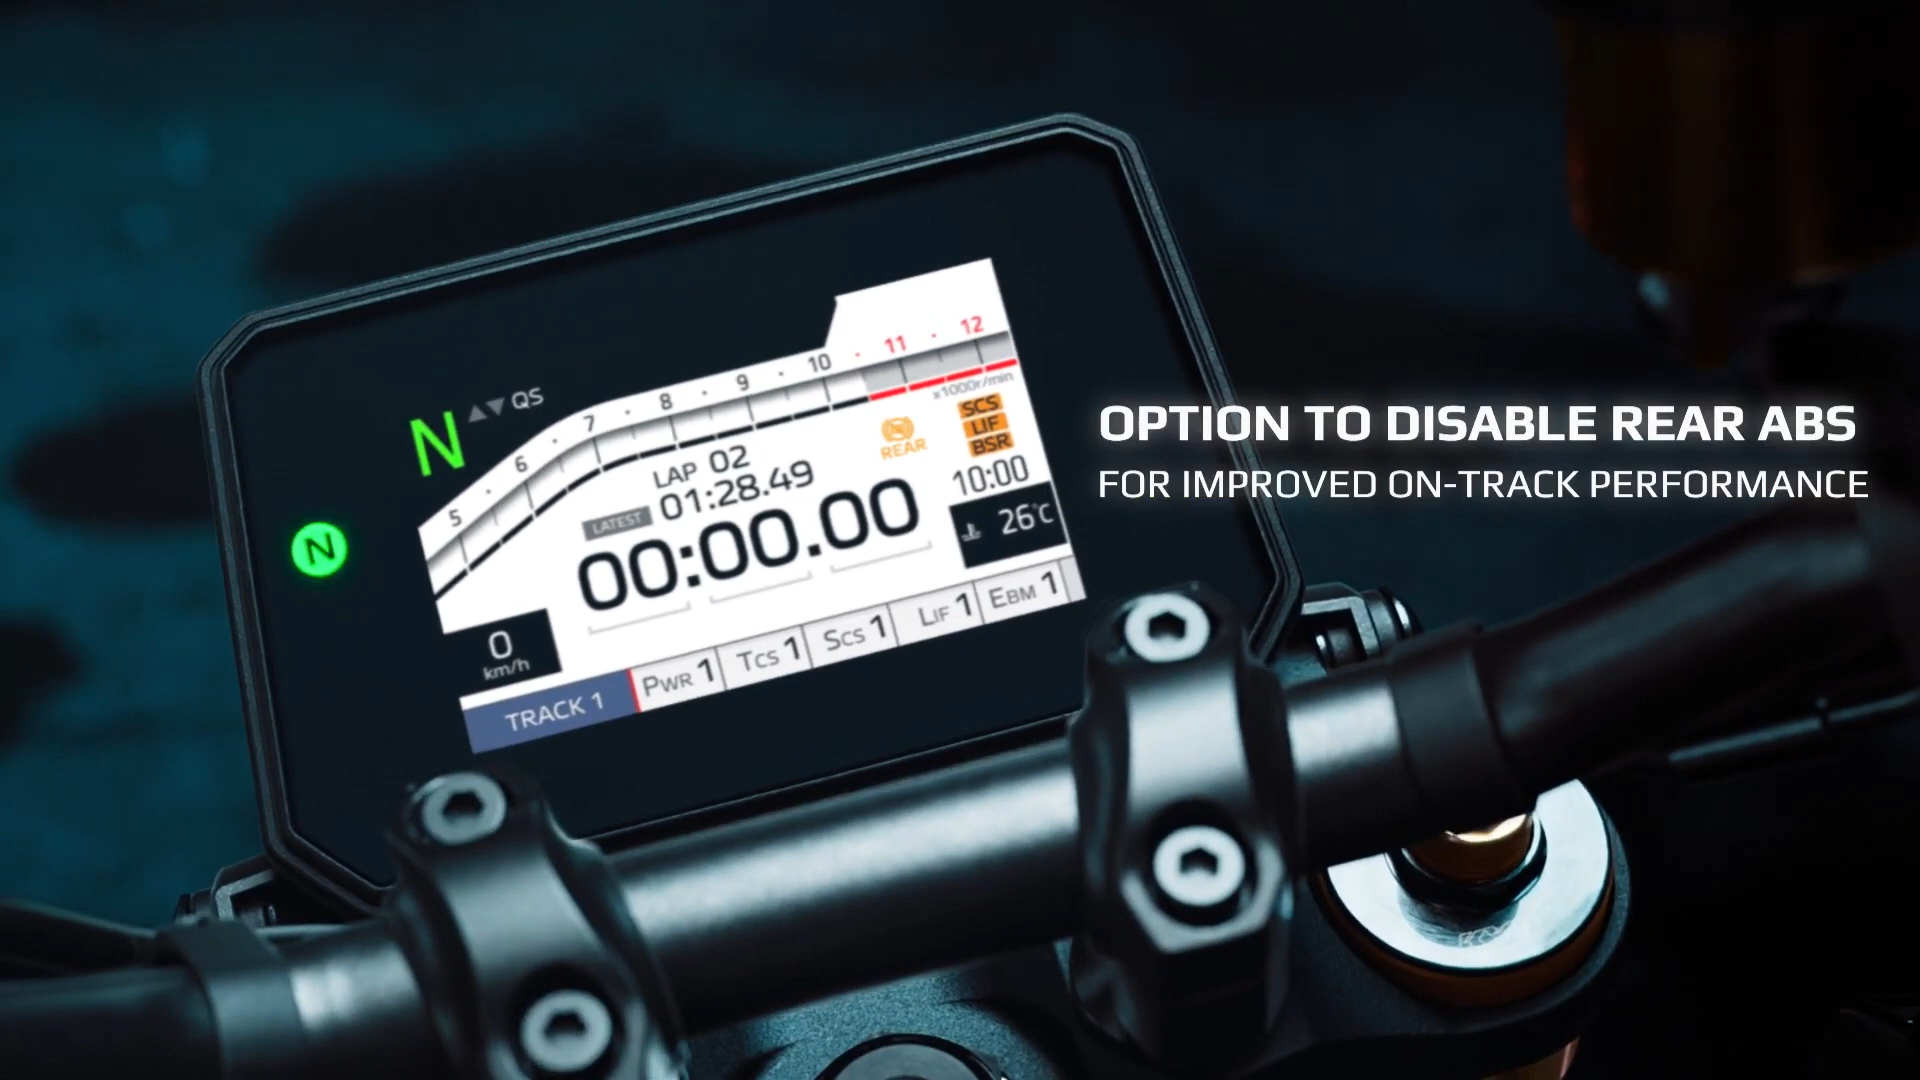 OPTION TO DISABLE REAR ABS
FOR IMPROVED ON-TRACK PERFORMANCE
N QS
N
5 6 7 8 9 10 11 12
x1000r/min
REAR
SCS
LIF
BSR
LAP 02
LATEST 01:28.49
00:00.00
10:00
26°C
0
km/h
TRACK 1 PWR 1 TCS 1 SCS 1 LIF 1 EBM 1